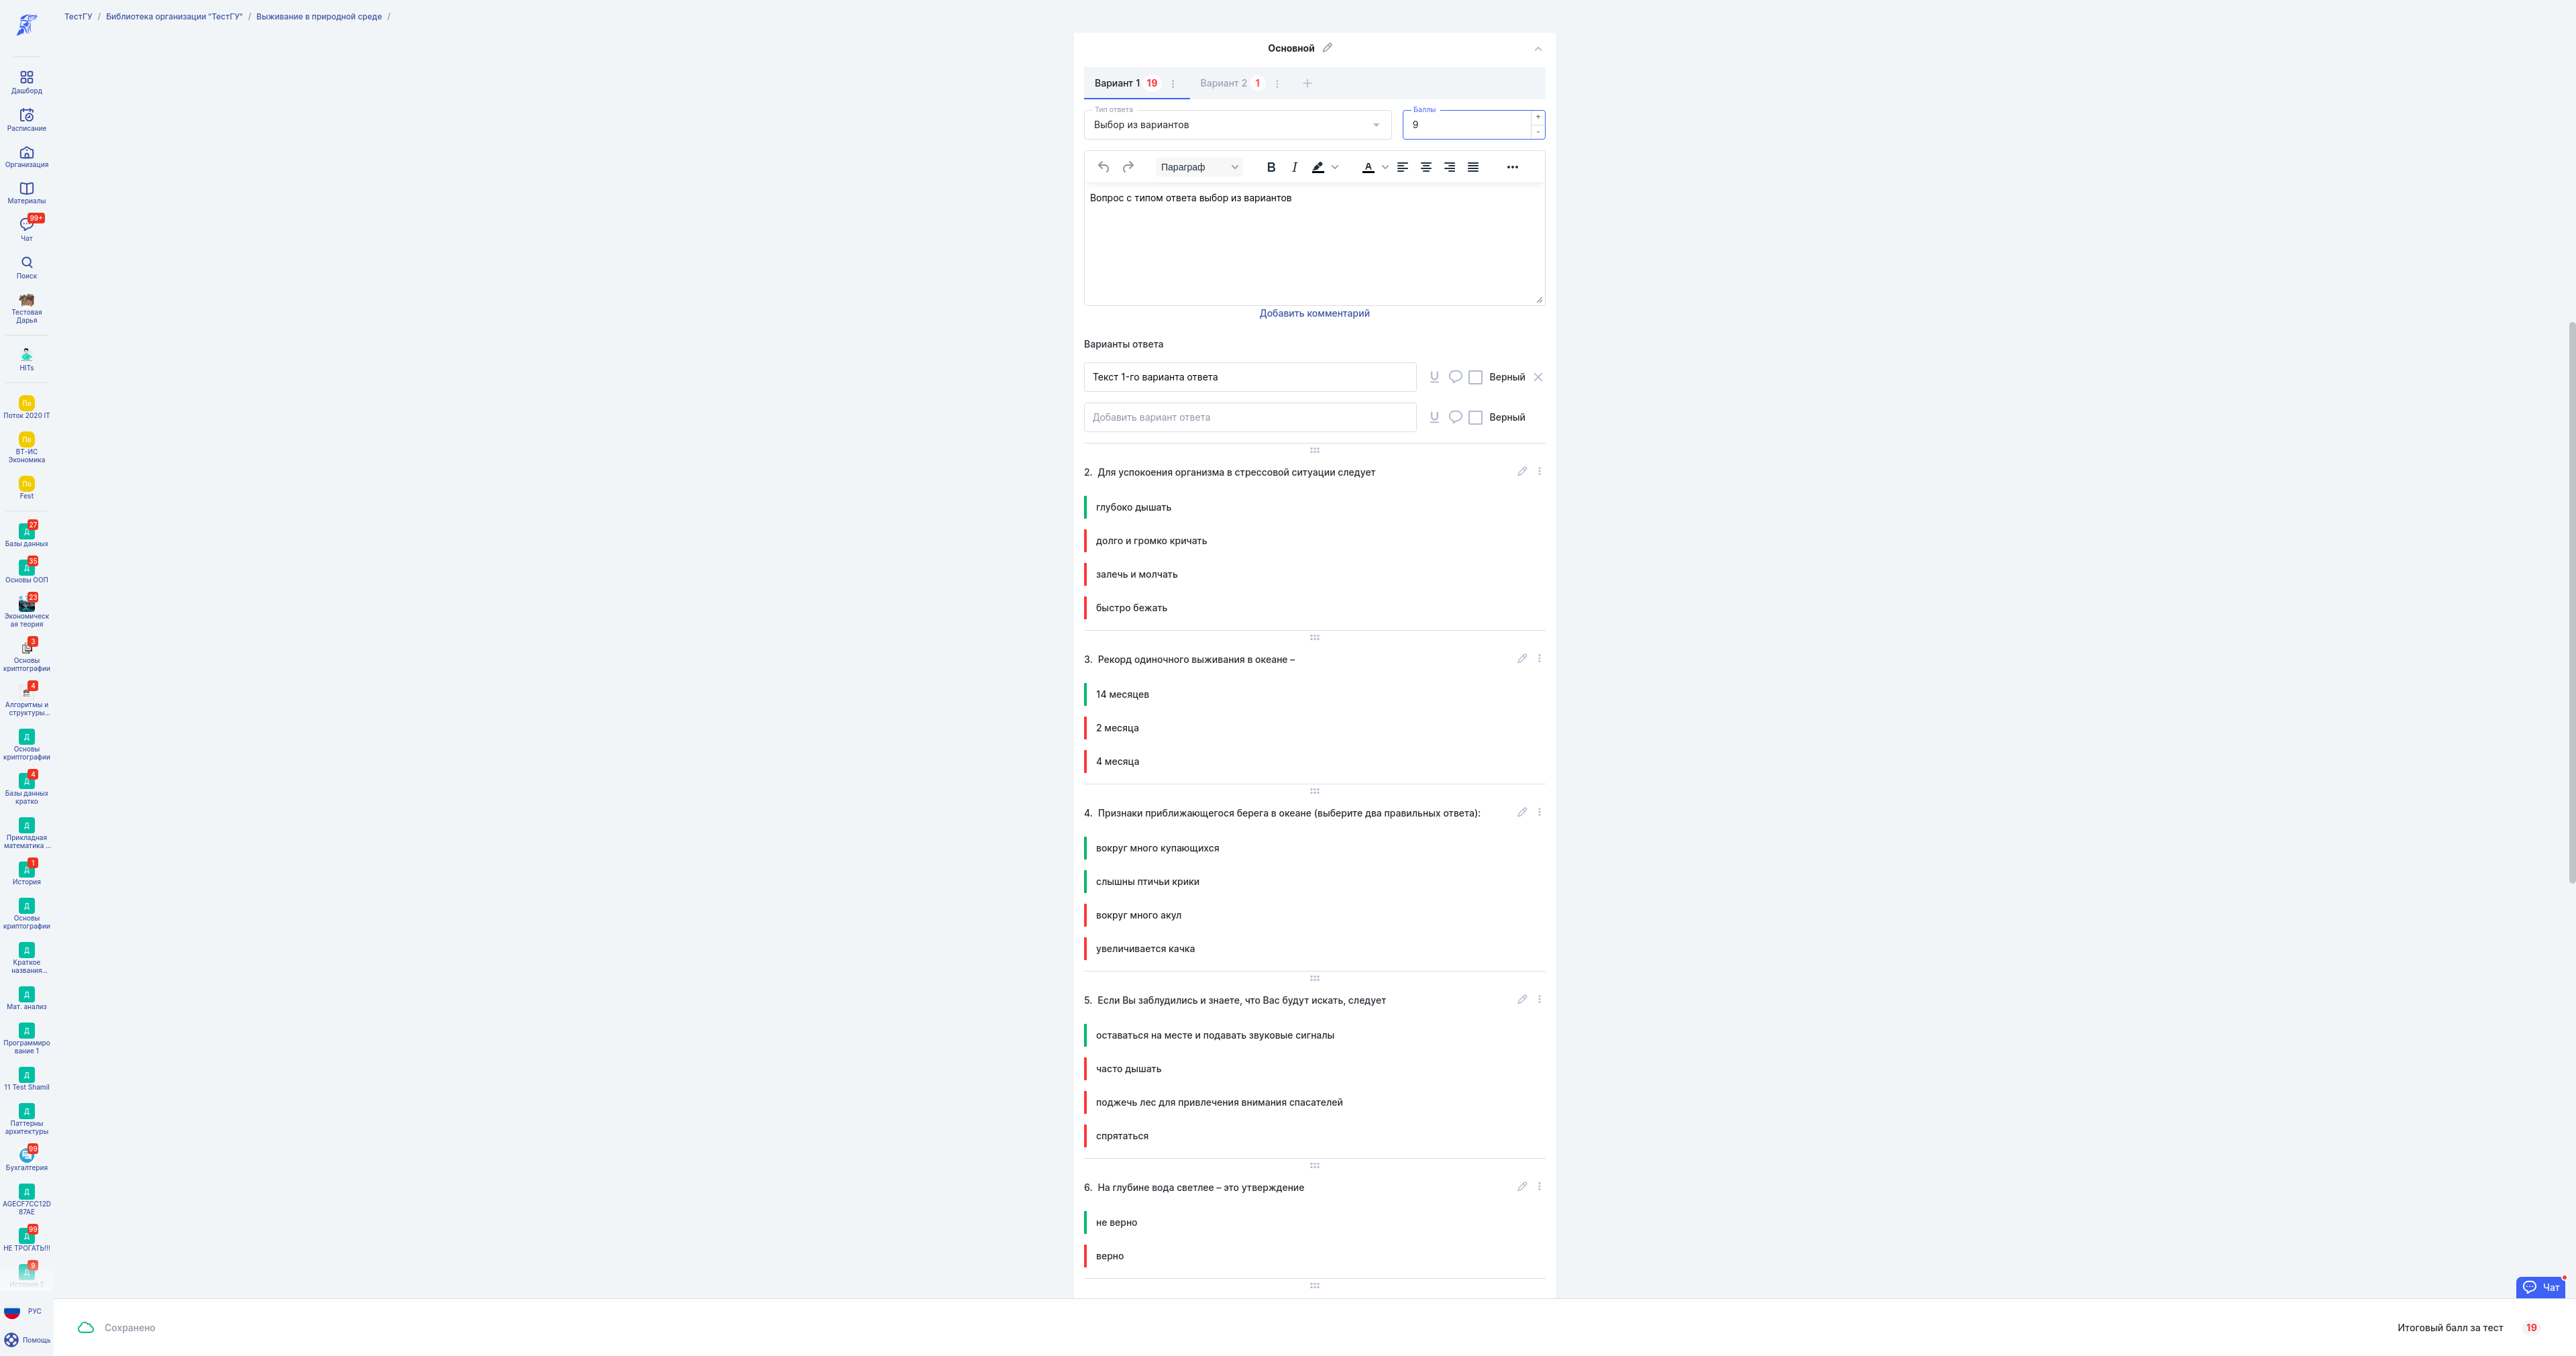 ТестГУ / Библиотека организации "ТестГУ" / Выживание в природной среде /
Дашборд
Расписание
Организация
Материалы
99+
Чат
Поиск
Тестовая
Дарья
HITs
По
Поток 2020 IT
По
ВТ-ИС
Экономика
По
Fest
27
Д
Базы данных
35
Д
Основы ООП
23
Экономическ
ая теория
3
Основы
криптографии
4
Алгоритмы и
структуры...
Д
Основы
криптографии
4
Д
Базы данных
кратко
Д
Прикладная
математика ...
1
Д
История
Д
Основы
криптографии
Д
Краткое
названия...
Д
Мат. анализ
Д
Программиро
вание 1
Д
11 Test Shamil
Д
Паттерны
архитектуры
99
Бухгалтерия
Д
AGECF7CC12D
87AE
99
Д
НЕ ТРОГАТЬ!!!
9
Д
История 2
РУС
Помощь
Основной
Вариант 1 19
Вариант 2 1
Тип ответа
Выбор из вариантов
Баллы
9
+
-
Параграф
B I A
Вопрос с типом ответа выбор из вариантов
Добавить комментарий
Варианты ответа
Текст 1-го варианта ответа U Верный
Добавить вариант ответа U Верный
2. Для успокоения организма в стрессовой ситуации следует
глубоко дышать
долго и громко кричать
залечь и молчать
быстро бежать
3. Рекорд одиночного выживания в океане –
14 месяцев
2 месяца
4 месяца
4. Признаки приближающегося берега в океане (выберите два правильных ответа):
вокруг много купающихся
слышны птичьи крики
вокруг много акул
увеличивается качка
5. Если Вы заблудились и знаете, что Вас будут искать, следует
оставаться на месте и подавать звуковые сигналы
часто дышать
поджечь лес для привлечения внимания спасателей
спрятаться
6. На глубине вода светлее – это утверждение
не верно
верно
Чат
Сохранено
Итоговый балл за тест 19